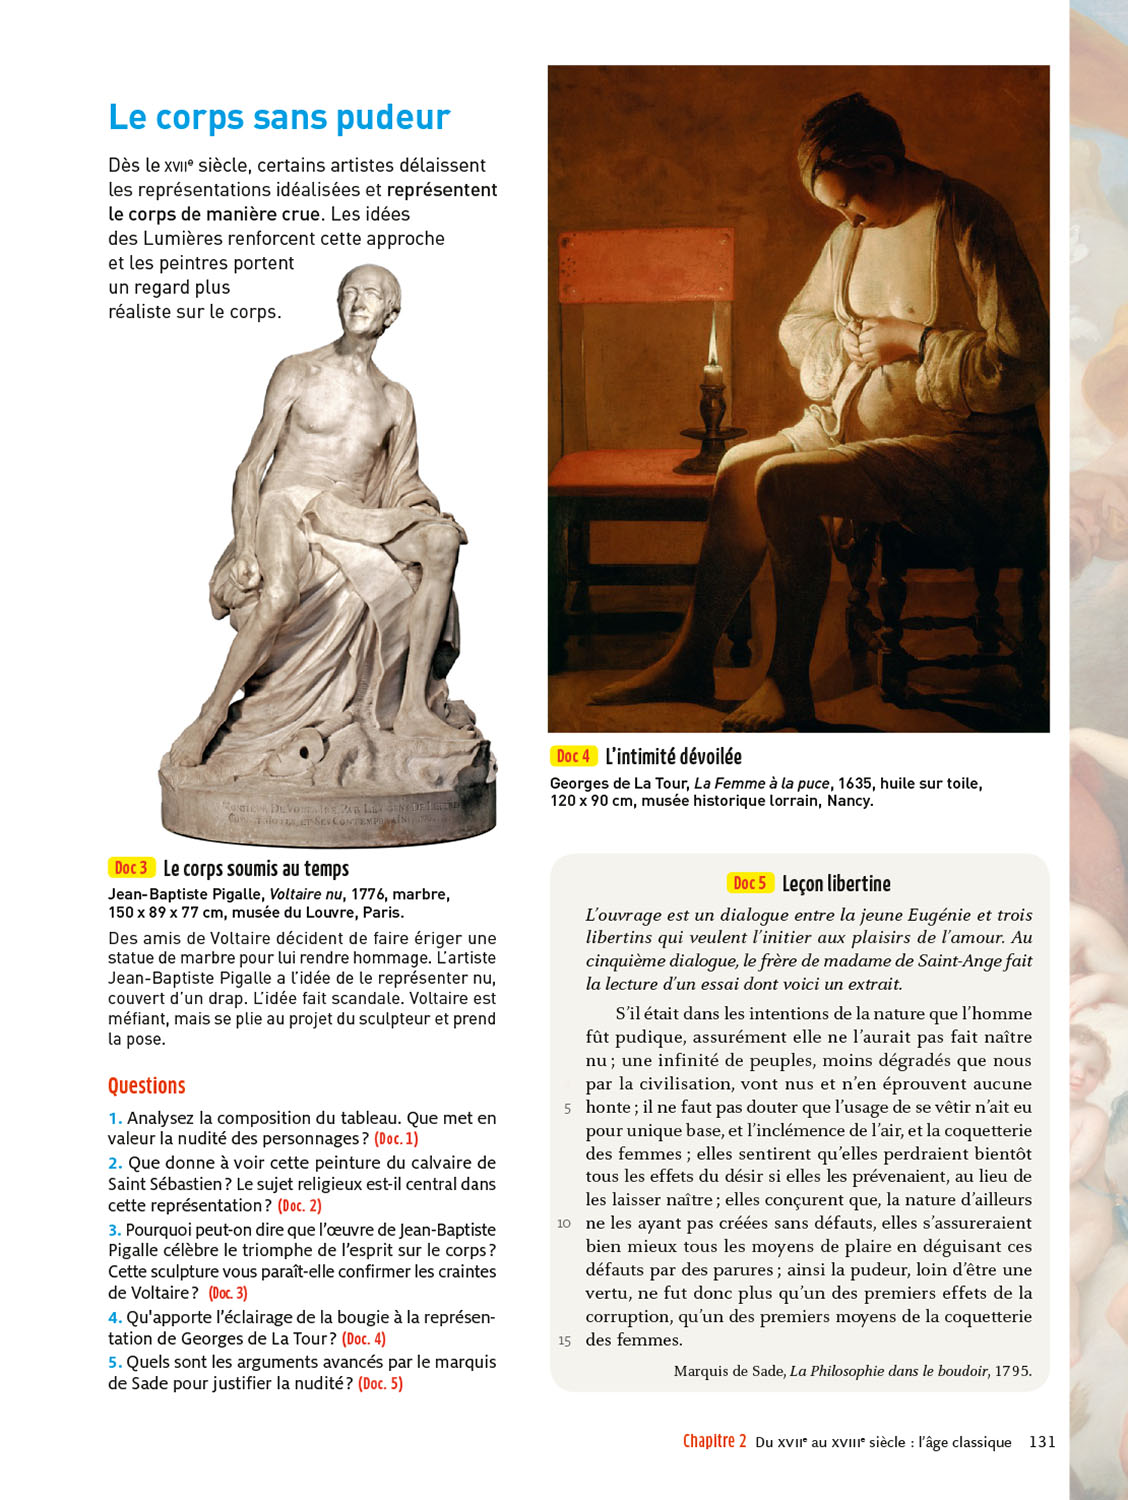 Le corps sans pudeur
Dès le XVIIe siècle, certains artistes délaissent
les représentations idéalisées et représentent
le corps de manière crue. Les idées
des Lumières renforcent cette approche
et les peintres portent
un regard plus
réaliste sur le corps.
Doc 3 Le corps soumis au temps
Jean-Baptiste Pigalle, Voltaire nu, 1776, marbre,
150 x 89 x 77 cm, musée du Louvre, Paris.
Des amis de Voltaire décident de faire ériger une
statue de marbre pour lui rendre hommage. L'artiste
Jean-Baptiste Pigalle a l'idée de le représenter nu,
couvert d'un drap. L'idée fait scandale. Voltaire est
méfiant, mais se plie au projet du sculpteur et prend
la pose.
Questions
1. Analysez la composition du tableau. Que met en
valeur la nudité des personnages ? (Doc. 1)
2. Que donne à voir cette peinture du calvaire de
Saint Sébastien ? Le sujet religieux est-il central dans
cette représentation ? (Doc. 2)
3. Pourquoi peut-on dire que l'œuvre de Jean-Baptiste
Pigalle célèbre le triomphe de l'esprit sur le corps ?
Cette sculpture vous paraît-elle confirmer les craintes
de Voltaire ? (Doc. 3)
4. Qu'apporte l'éclairage de la bougie à la représen-
tation de Georges de La Tour ? (Doc. 4)
5. Quels sont les arguments avancés par le marquis
de Sade pour justifier la nudité ? (Doc. 5)
Doc 4 L'intimité dévoilée
Georges de La Tour, La Femme à la puce, 1635, huile sur toile,
120 x 90 cm, musée historique lorrain, Nancy.
Doc 5 Leçon libertine
L'ouvrage est un dialogue entre la jeune Eugénie et trois
libertins qui veulent l'initier aux plaisirs de l'amour. Au
cinquième dialogue, le frère de madame de Saint-Ange fait
la lecture d'un essai dont voici un extrait.
S'il était dans les intentions de la nature que l'homme
fût pudique, assurément elle ne l'aurait pas fait naître
nu ; une infinité de peuples, moins dégradés que nous
par la civilisation, vont nus et n'en éprouvent aucune
5 honte ; il ne faut pas douter que l'usage de se vêtir n'ait eu
pour unique base, et l'inclémence de l'air, et la coquetterie
des femmes ; elles sentirent qu'elles perdraient bientôt
tous les effets du désir si elles les prévenaient, au lieu de
les laisser naître ; elles conçurent que, la nature d'ailleurs
10 ne les ayant pas créées sans défauts, elles s'assureraient
bien mieux tous les moyens de plaire en déguisant ces
défauts par des parures ; ainsi la pudeur, loin d'être une
vertu, ne fut donc plus qu'un des premiers effets de la
corruption, qu'un des premiers moyens de la coquetterie
15 des femmes.
Marquis de Sade, La Philosophie dans le boudoir, 1795.
Chapitre 2 Du XVIIe au XVIIIe siècle : l'âge classique 131